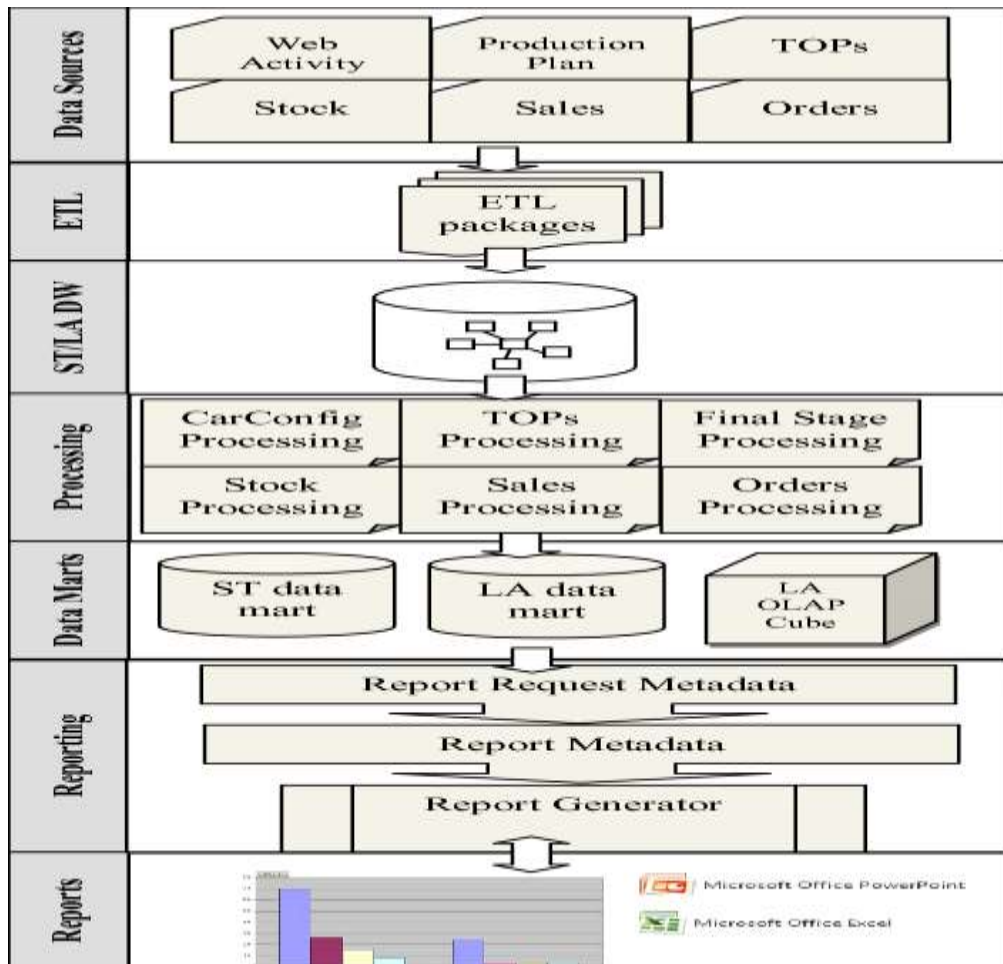 Data Sources
Web
Activity
Production
Plan
TOPs
Stock
Sales
Orders
ETL
ETL
packages
ST/LA DW
Processing
CarConfig
Processing
TOPs
Processing
Final Stage
Processing
Stock
Processing
Sales
Processing
Orders
Processing
Data Marts
ST data
mart
LA data
mart
LA
OLAP
Cube
Reporting
Report Request Metadata
Report Metadata
Report Generator
Reports
Microsoft Office PowerPoint
Microsoft Office Excel